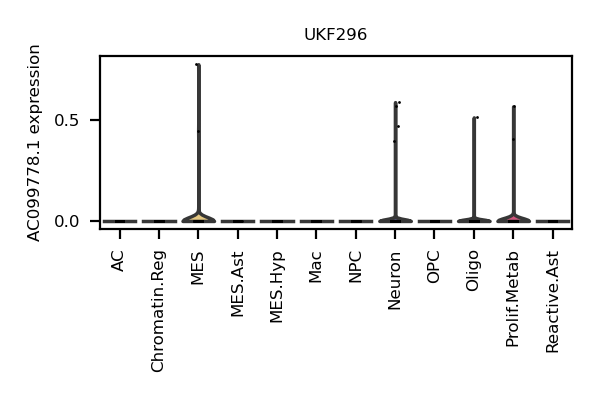 UKF296
AC099778.1 expression
0.5
0.0
AC
Chromatin.Reg
MES
MES.Ast
MES.Hyp
Mac
NPC
Neuron
OPC
Oligo
Prolif.Metab
Reactive.Ast